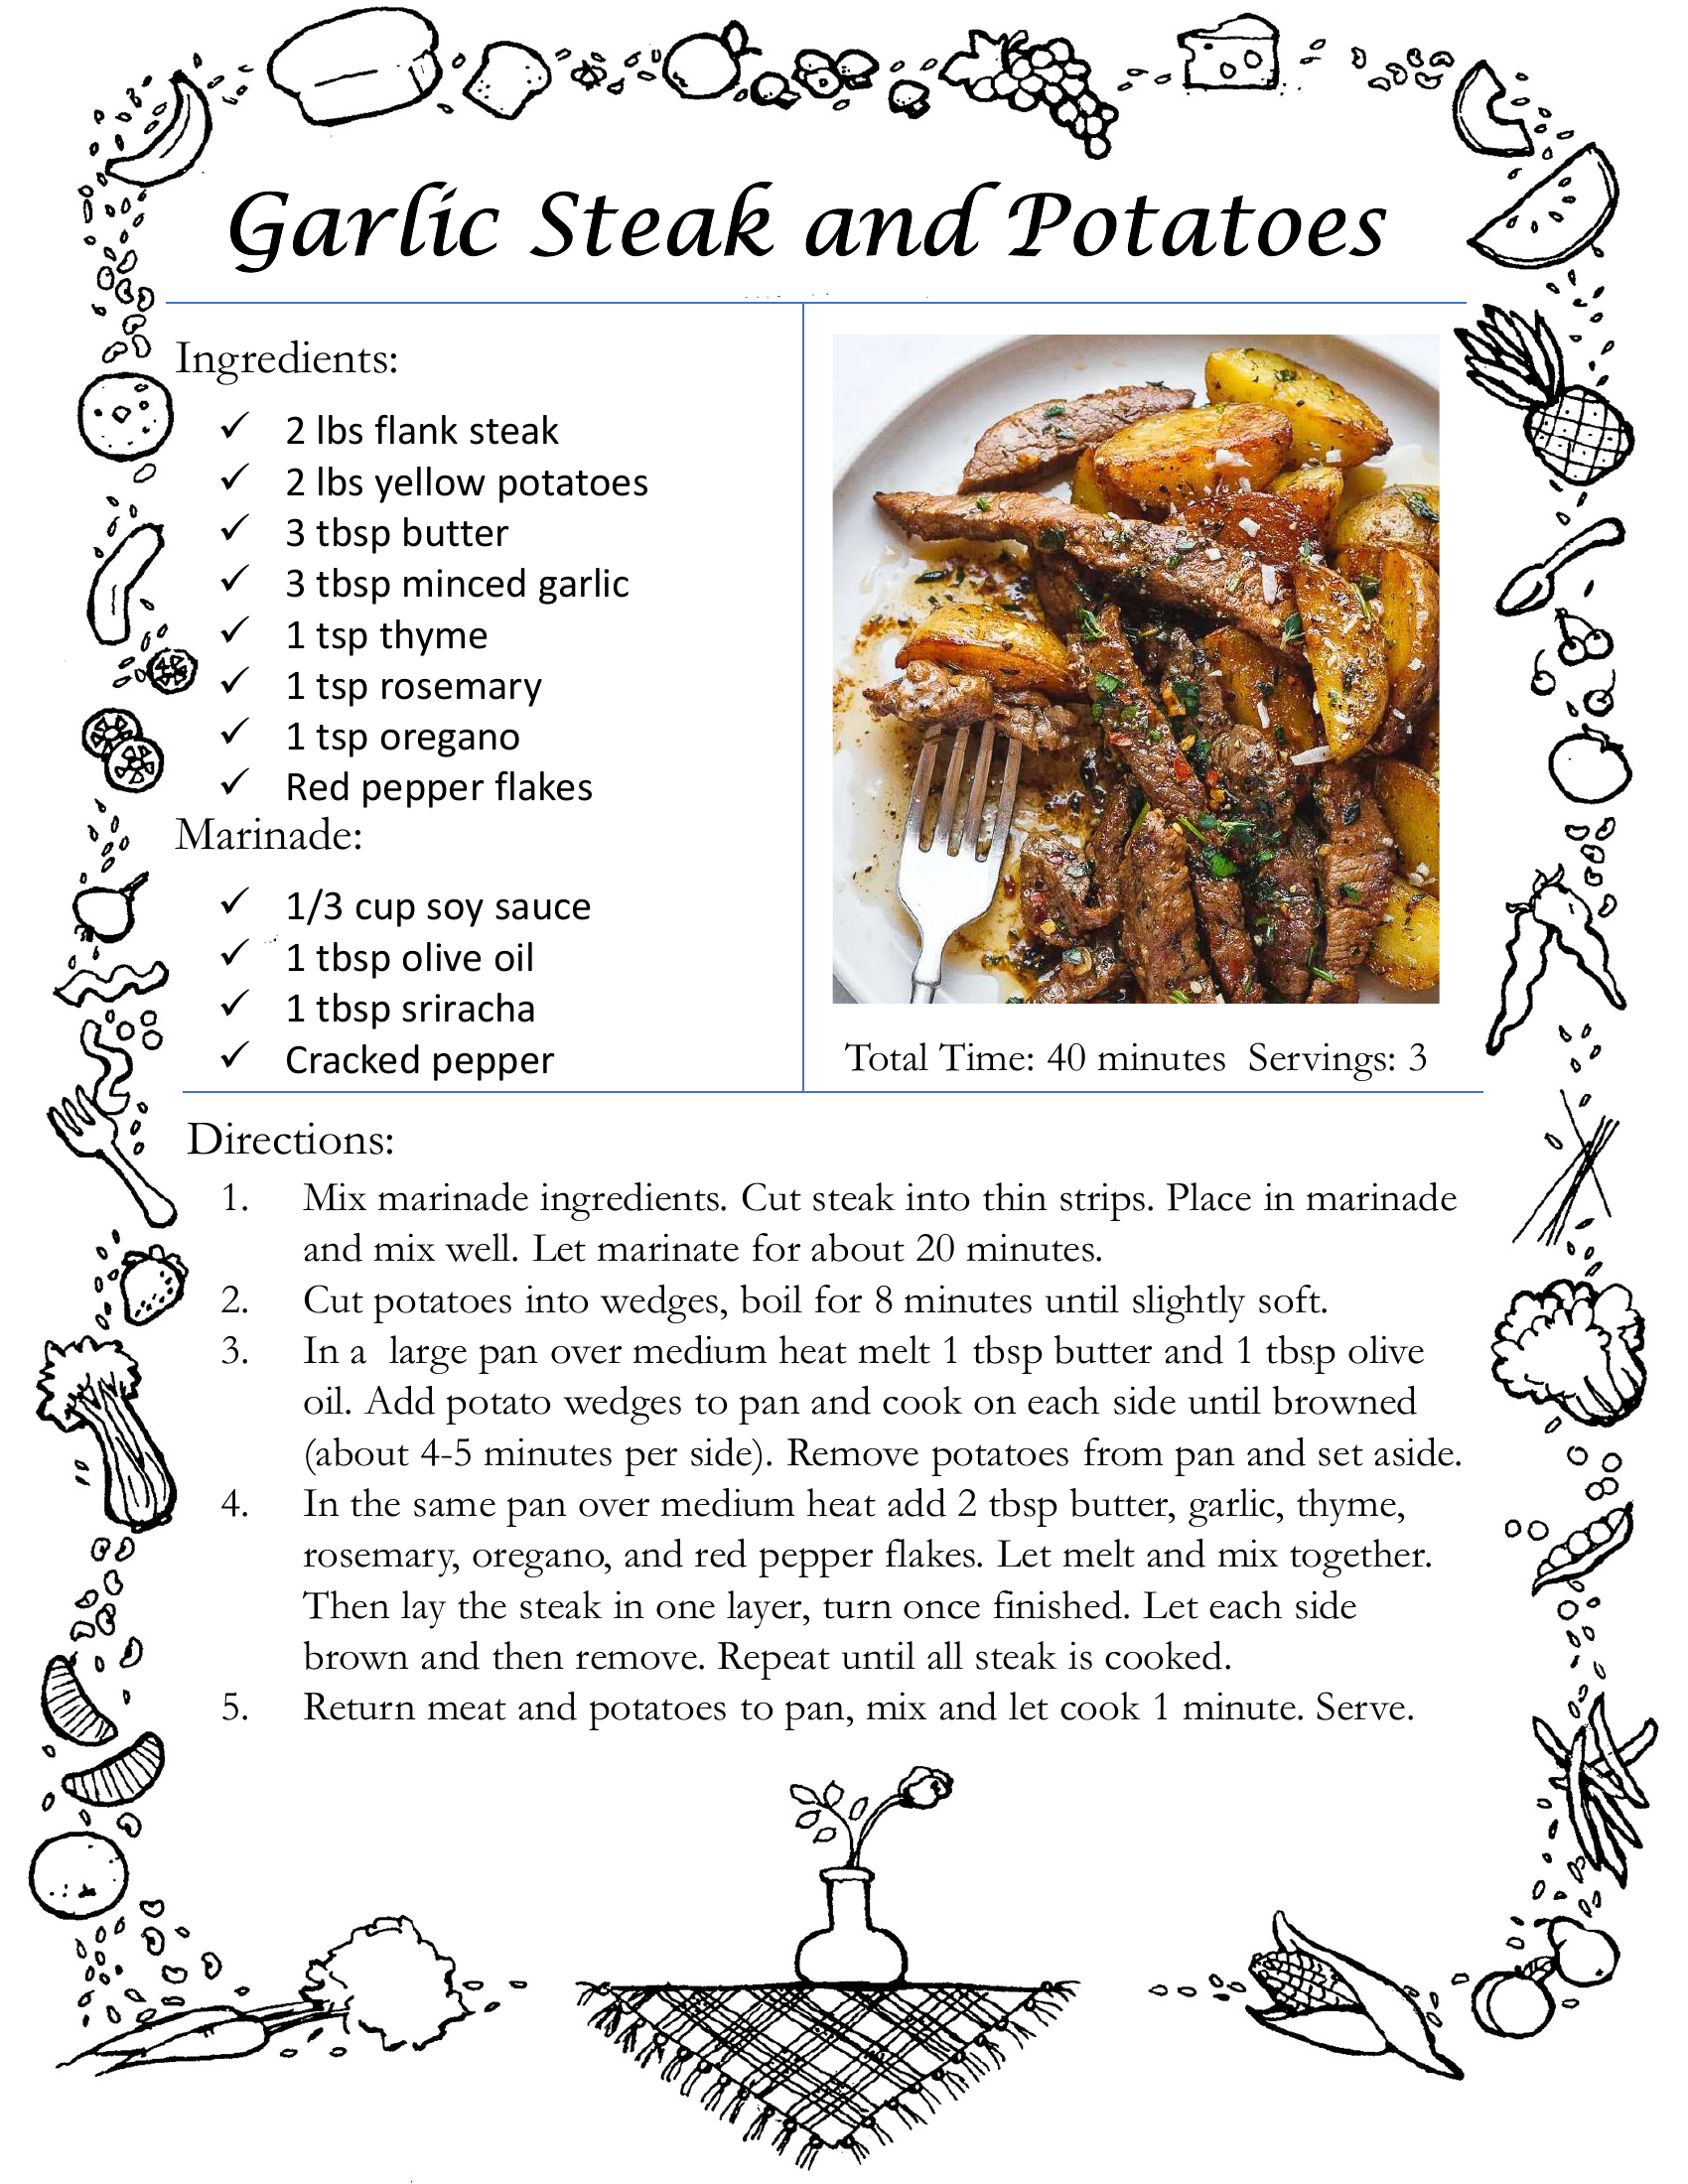 Garlic Steak and Potatoes
Ingredients:
✓ 2 lbs flank steak
✓ 2 lbs yellow potatoes
✓ 3 tbsp butter
✓ 3 tbsp minced garlic
✓ 1 tsp thyme
✓ 1 tsp rosemary
✓ 1 tsp oregano
✓ Red pepper flakes
Marinade:
✓ 1/3 cup soy sauce
✓ 1 tbsp olive oil
✓ 1 tbsp sriracha
✓ Cracked pepper
Total Time: 40 minutes  Servings: 3
Directions:
1. Mix marinade ingredients. Cut steak into thin strips. Place in marinade
and mix well. Let marinate for about 20 minutes.
2. Cut potatoes into wedges, boil for 8 minutes until slightly soft.
3. In a  large pan over medium heat melt 1 tbsp butter and 1 tbsp olive
oil. Add potato wedges to pan and cook on each side until browned
(about 4-5 minutes per side). Remove potatoes from pan and set aside.
4. In the same pan over medium heat add 2 tbsp butter, garlic, thyme,
rosemary, oregano, and red pepper flakes. Let melt and mix together.
Then lay the steak in one layer, turn once finished. Let each side
brown and then remove. Repeat until all steak is cooked.
5. Return meat and potatoes to pan, mix and let cook 1 minute. Serve.